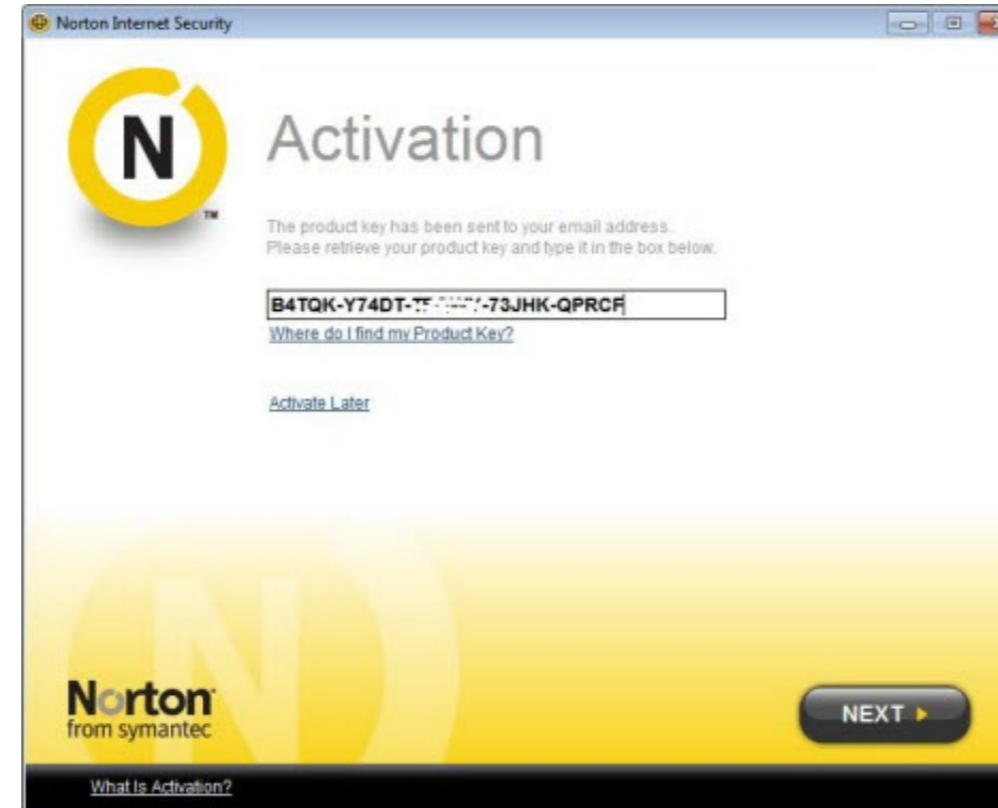 Norton Internet Security
N
TM
Activation
The product key has been sent to your email address.
Please retrieve your product key and type it in the box below.
B4TQK-Y74DT- -73JHK-QPRCF
Where do I find my Product Key?
Activate Later
Norton
from symantec
NEXT
What Is Activation?